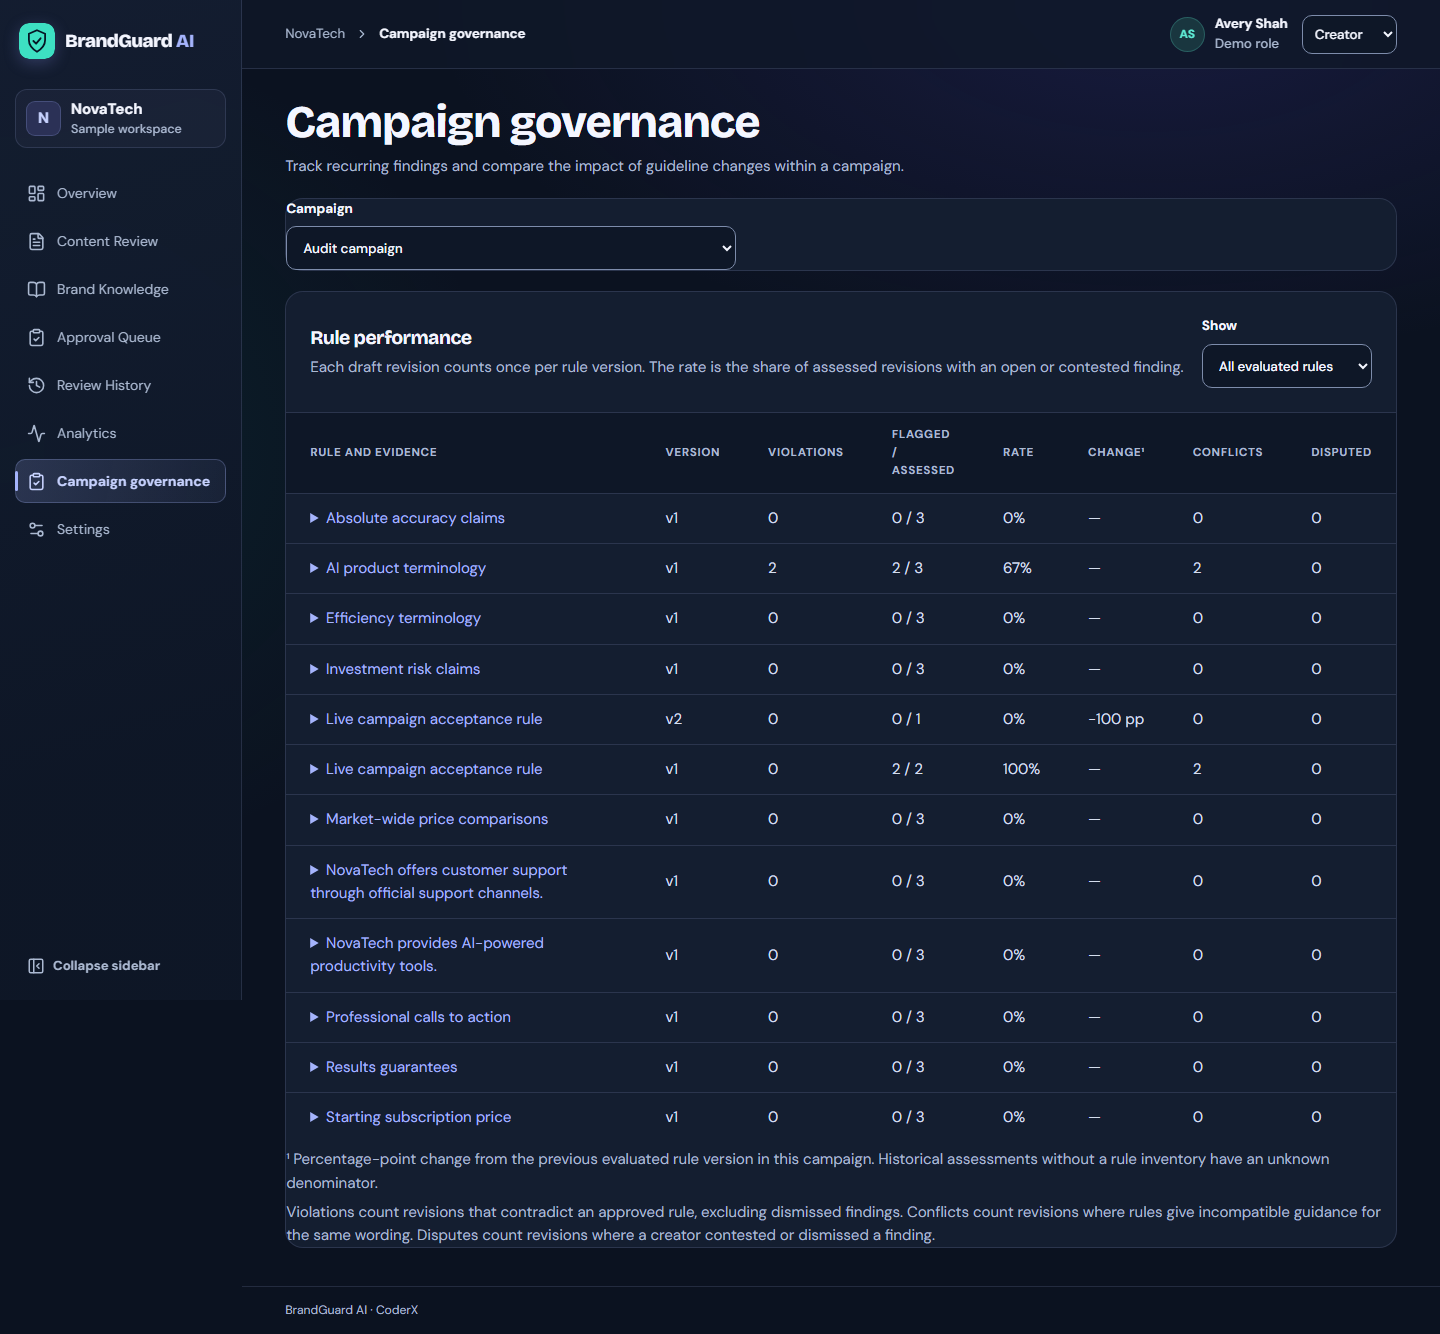 BrandGuard AI
N
NovaTech
Sample workspace
Overview
Content Review
Brand Knowledge
Approval Queue
Review History
Analytics
Campaign governance
Settings
Collapse sidebar
NovaTech > Campaign governance
AS
Avery Shah
Demo role
Creator
Campaign governance
Track recurring findings and compare the impact of guideline changes within a campaign.
Campaign
Audit campaign
Rule performance
Each draft revision counts once per rule version. The rate is the share of assessed revisions with an open or contested finding.
Show
All evaluated rules
RULE AND EVIDENCE VERSION VIOLATIONS FLAGGED / ASSESSED RATE CHANGE¹ CONFLICTS DISPUTED
Absolute accuracy claims v1 0 0 / 3 0% — 0 0
AI product terminology v1 2 2 / 3 67% — 2 0
Efficiency terminology v1 0 0 / 3 0% — 0 0
Investment risk claims v1 0 0 / 3 0% — 0 0
Live campaign acceptance rule v2 0 0 / 1 0% -100 pp 0 0
Live campaign acceptance rule v1 0 2 / 2 100% — 2 0
Market-wide price comparisons v1 0 0 / 3 0% — 0 0
NovaTech offers customer support
through official support channels. v1 0 0 / 3 0% — 0 0
NovaTech provides AI-powered
productivity tools. v1 0 0 / 3 0% — 0 0
Professional calls to action v1 0 0 / 3 0% — 0 0
Results guarantees v1 0 0 / 3 0% — 0 0
Starting subscription price v1 0 0 / 3 0% — 0 0
¹ Percentage-point change from the previous evaluated rule version in this campaign. Historical assessments without a rule inventory have an unknown
denominator.
Violations count revisions that contradict an approved rule, excluding dismissed findings. Conflicts count revisions where rules give incompatible guidance for
the same wording. Disputes count revisions where a creator contested or dismissed a finding.
BrandGuard AI · CoderX